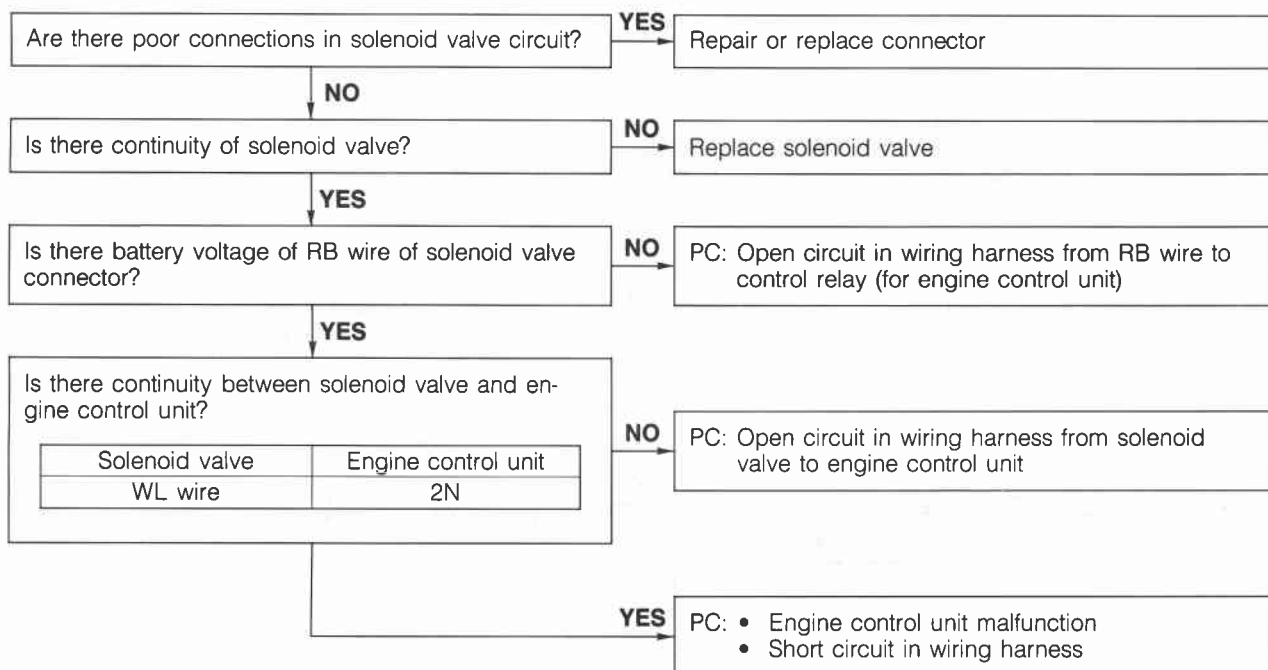 Are there poor connections in solenoid valve circuit?
YES
Repair or replace connector
NO
Is there continuity of solenoid valve?
NO
Replace solenoid valve
YES
Is there battery voltage of RB wire of solenoid valve
connector?
NO
PC: Open circuit in wiring harness from RB wire to
control relay (for engine control unit)
YES
Is there continuity between solenoid valve and en-
gine control unit?
Solenoid valve Engine control unit
WL wire 2N
NO
PC: Open circuit in wiring harness from solenoid
valve to engine control unit
YES
PC: • Engine control unit malfunction
• Short circuit in wiring harness